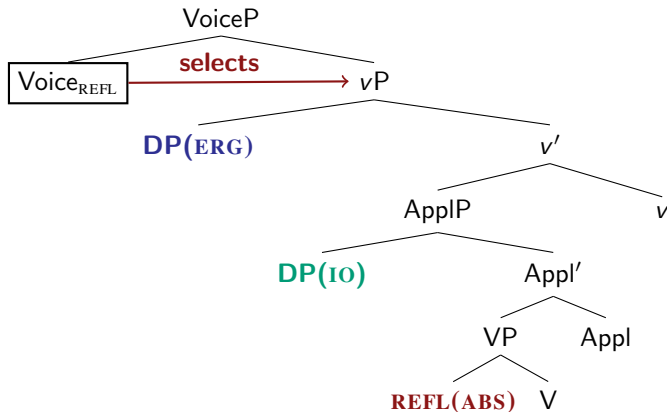 VoiceP
Voice_REFL selects vP
DP(ERG) v′
ApplP v
DP(IO) Appl′
VP Appl
REFL(ABS) V